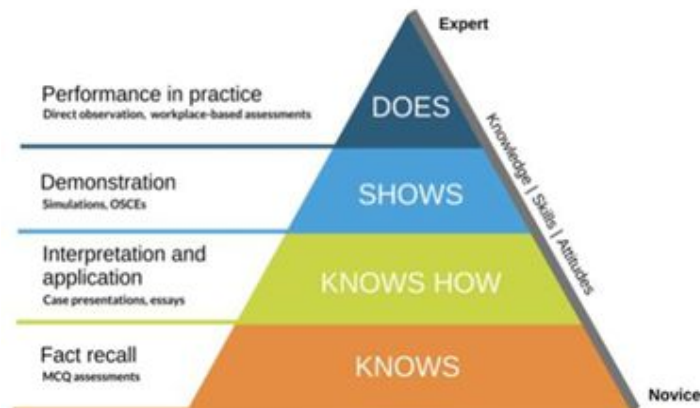 Expert
Performance in practice
Direct observation, workplace-based assessments
DOES
Demonstration
Simulations, OSCEs
SHOWS
Knowledge | Skills | Attitudes
Interpretation and
application
Case presentations, essays
KNOWS HOW
Fact recall
MCQ assessments
KNOWS
Novice